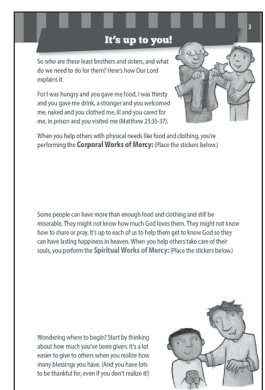 3
It's up to you!
So who are these least brothers and sisters, and what
do we need to do for them? Here's how Our Lord
explains it:
For I was hungry and you gave me food, I was thirsty
and you gave me drink, a stranger and you welcomed
me, naked and you clothed me, ill and you cared for
me, in prison and you visited me (Matthew 25:35-37).
When you help others with physical needs like food and clothing, you're
performing the Corporal Works of Mercy: (Place the stickers below.)
Some people can have more than enough food and clothing and still be
miserable. They might not know how much God loves them. They might not know
how to share or pray. It's up to each of us to help them get to know God so they
can have lasting happiness in heaven. When you help others take care of their
souls, you perform the Spiritual Works of Mercy: (Place the stickers below.)
Wondering where to begin? Start by thinking
about how much you've been given. It's a lot
easier to give to others when you realize how
many blessings you have. (And you have lots
to be thankful for, even if you don't realize it!)